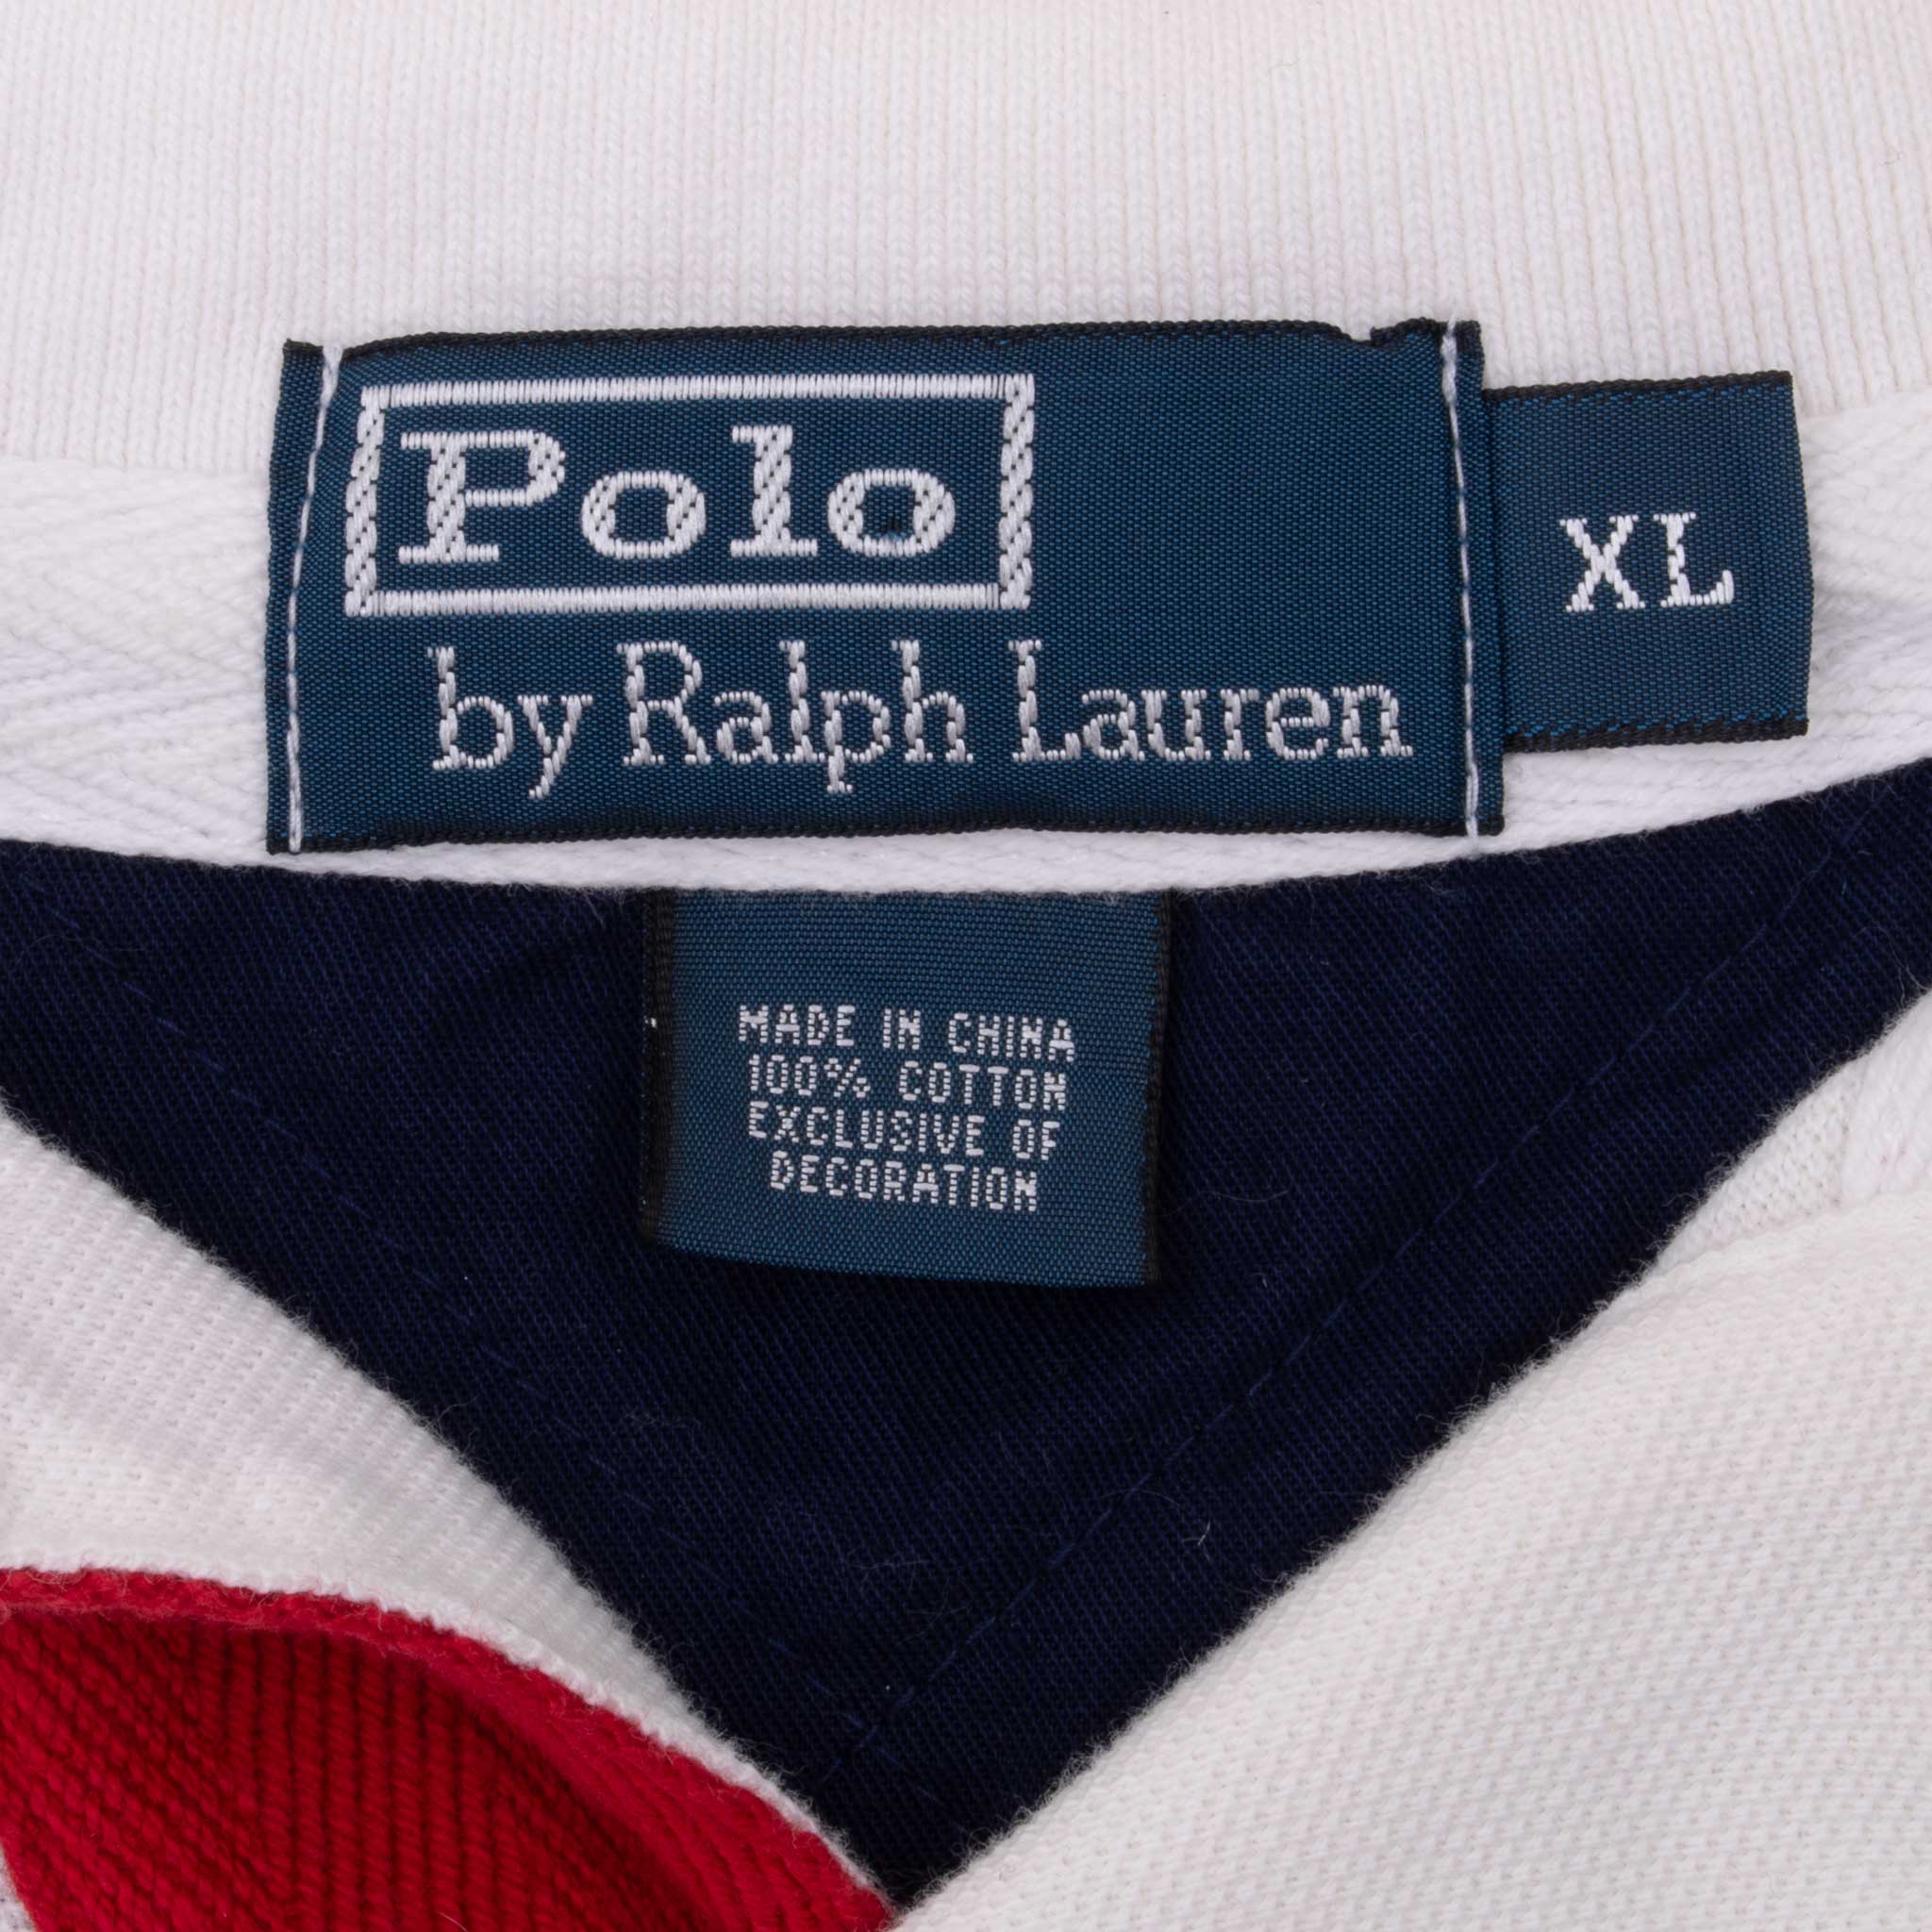 Polo
by Ralph Lauren
XL
MADE IN CHINA
100% COTTON
EXCLUSIVE OF
DECORATION